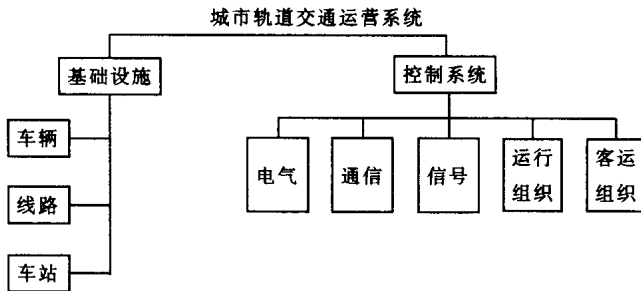 城市轨道交通运营系统
基础设施
控制系统
车辆
线路
车站
电气
通信
信号
运行
组织
客运
组织